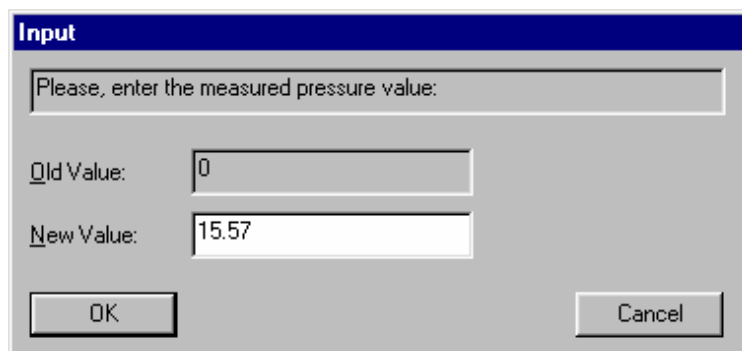 Input
Please, enter the measured pressure value:
Old Value: 0
New Value: 15.57
OK Cancel